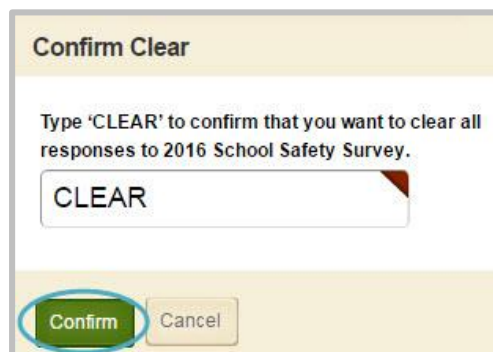 Confirm Clear
Type ‘CLEAR’ to confirm that you want to clear all
responses to 2016 School Safety Survey.
CLEAR
Confirm Cancel